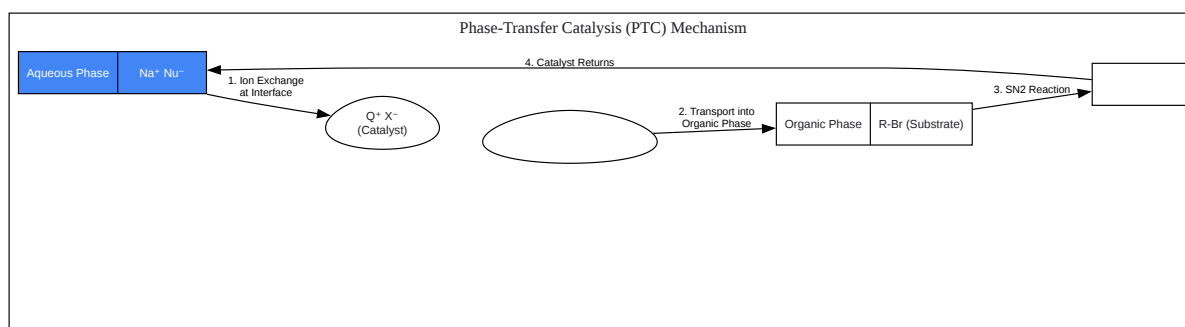 Phase-Transfer Catalysis (PTC) Mechanism
4. Catalyst Returns
Aqueous Phase
Na⁺ Nu⁻
1. Ion Exchange
at Interface
Q⁺ X⁻
(Catalyst)
2. Transport into
Organic Phase
Organic Phase
R-Br (Substrate)
3. SN2 Reaction